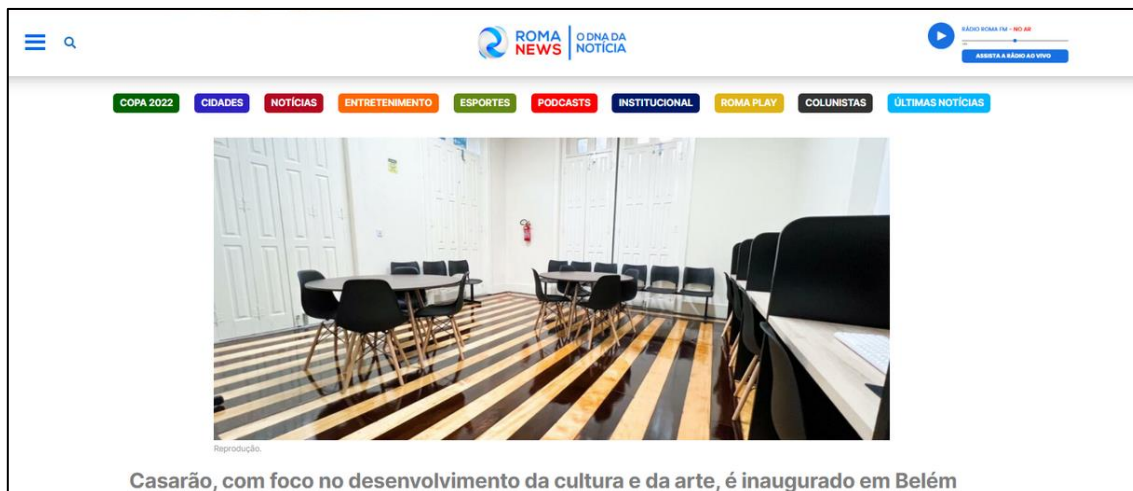 ROMA NEWS
O DNA DA NOTÍCIA
RÁDIO ROMA FM - NO AR
ASSISTA A RÁDIO AO VIVO
COPA 2022 CIDADES NOTÍCIAS ENTRETENIMENTO ESPORTES PODCASTS INSTITUCIONAL ROMA PLAY COLUNISTAS ÚLTIMAS NOTÍCIAS
Reprodução.
Casarão, com foco no desenvolvimento da cultura e da arte, é inaugurado em Belém